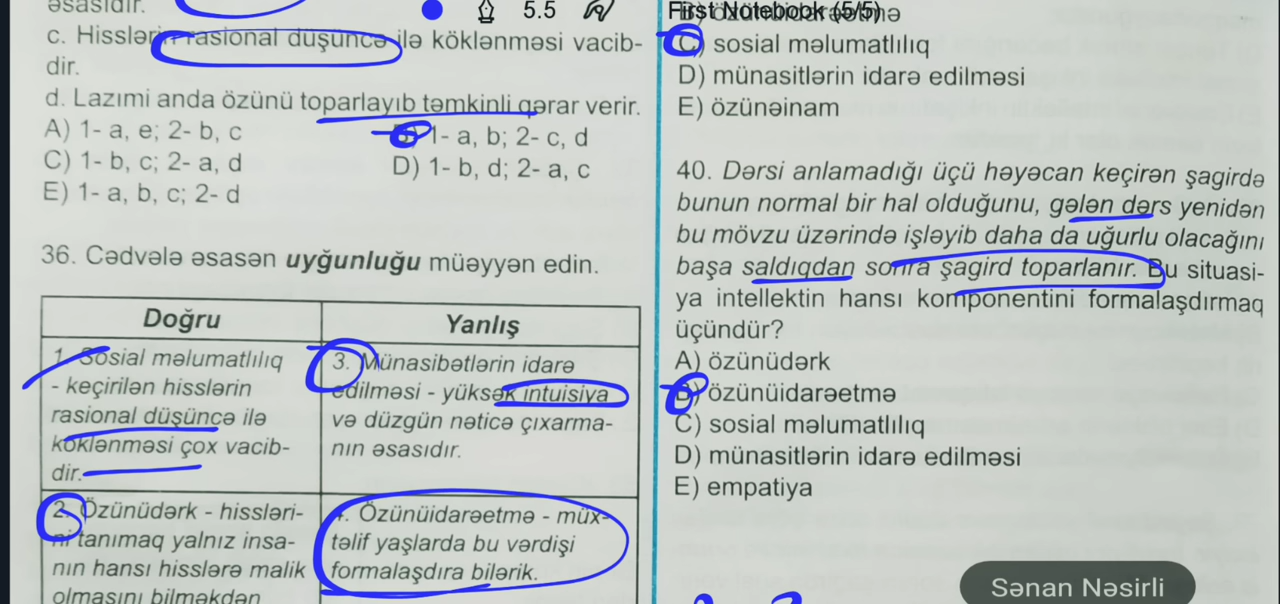 əsasıdır.
5.5
c. Hisslərin rasional düşüncə ilə köklənməsi vacib-
dir.
d. Lazımi anda özünü toparlayıb təmkinli qərar verir.
A) 1- a, e; 2- b, c
B) 1- a, b; 2- c, d
C) 1- b, c; 2- a, d
D) 1- b, d; 2- a, c
E) 1- a, b, c; 2- d
36. Cədvələ əsasən uyğunluğu müəyyən edin.
Doğru
Yanlış
1. Sosial məlumatlılıq
- keçirilən hisslərin
rasional düşüncə ilə
köklənməsi çox vacib-
dir.
3. Münasibətlərin idarə
edilməsi - yüksək intuisiya
və düzgün nəticə çıxarma-
nın əsasıdır.
2. Özünüdərk - hissləri-
ni tanımaq yalnız insa-
nın hansı hisslərə malik
olmasını bilməkdən
4. Özünüidarəetmə - müx-
təlif yaşlarda bu vərdişi
formalaşdıra bilərik.
First Notebook (5/5)
B) özünüidarəetmə
C) sosial məlumatlılıq
D) münasitlərin idarə edilməsi
E) özünəinam
40. Dərsi anlamadığı üçü həyəcan keçirən şagirdə
bunun normal bir hal olduğunu, gələn dərs yenidən
bu mövzu üzərində işləyib daha da uğurlu olacağını
başa saldıqdan sonra şagird toparlanır. Bu situasi-
ya intellektin hansı komponentini formalaşdırmaq
üçündür?
A) özünüdərk
B) özünüidarəetmə
C) sosial məlumatlılıq
D) münasitlərin idarə edilməsi
E) empatiya
Sənan Nəsirli